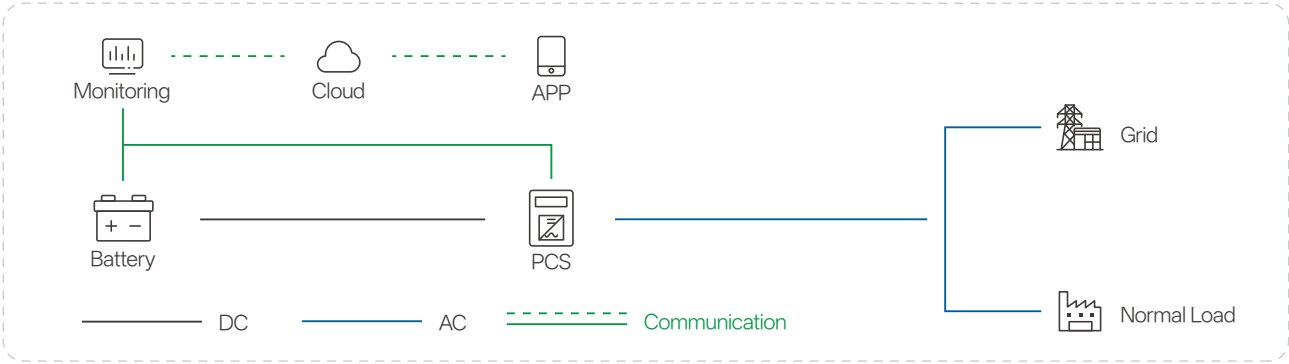 Monitoring
Cloud
APP
Grid
Battery
PCS
Normal Load
DC
AC
Communication